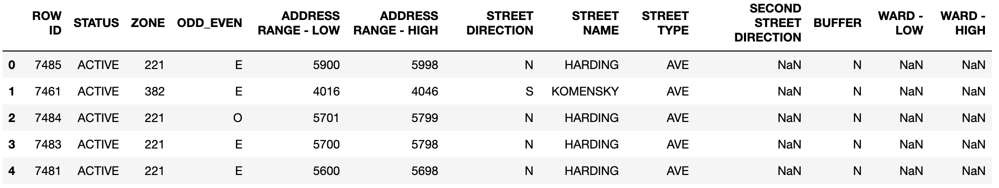 ROW ID STATUS ZONE ODD_EVEN ADDRESS RANGE - LOW ADDRESS RANGE - HIGH STREET DIRECTION STREET NAME STREET TYPE SECOND STREET DIRECTION BUFFER WARD - LOW WARD - HIGH
0 7485 ACTIVE 221 E 5900 5998 N HARDING AVE NaN N NaN NaN
1 7461 ACTIVE 382 E 4016 4046 S KOMENSKY AVE NaN N NaN NaN
2 7484 ACTIVE 221 O 5701 5799 N HARDING AVE NaN N NaN NaN
3 7483 ACTIVE 221 E 5700 5798 N HARDING AVE NaN N NaN NaN
4 7481 ACTIVE 221 E 5600 5698 N HARDING AVE NaN N NaN NaN